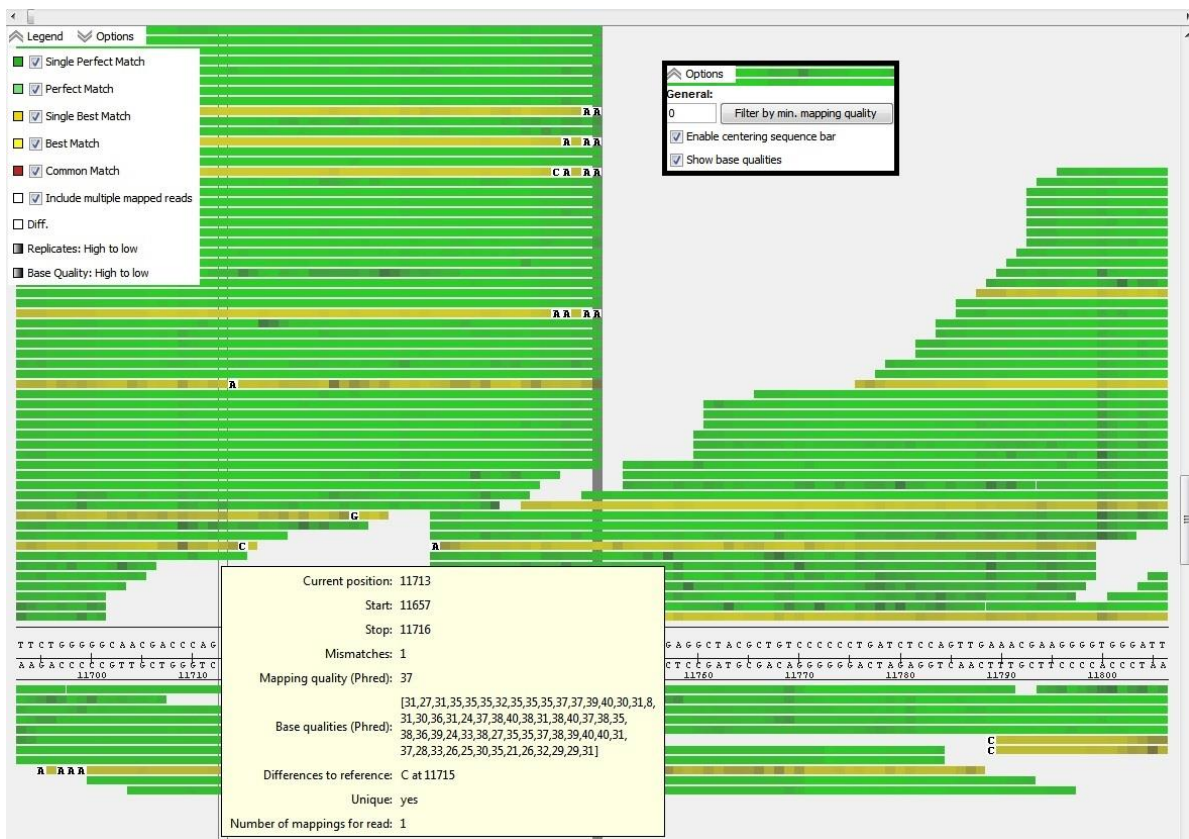 Legend Options
Single Perfect Match
Perfect Match
Single Best Match
Best Match
Common Match
Include multiple mapped reads
Diff.
Replicates: High to low
Base Quality: High to low
Options
General:
0 Filter by min. mapping quality
Enable centering sequence bar
Show base qualities
A A
A A A
C A A A
A A A A
A
G
C A
11700 11710 11760 11770 11780 11790 11800
C
C
A A A A
Current position: 11713
Start: 11657
Stop: 11716
Mismatches: 1
Mapping quality (Phred): 37
Base qualities (Phred): [31,27,31,35,35,35,32,35,35,35,37,37,39,40,30,31,8,
31,30,36,31,24,37,38,40,38,31,38,40,37,38,35,
38,36,39,24,33,38,27,35,35,37,38,39,40,40,31,
37,28,33,26,25,30,35,21,26,32,29,29,31]
Differences to reference: C at 11715
Unique: yes
Number of mappings for read: 1